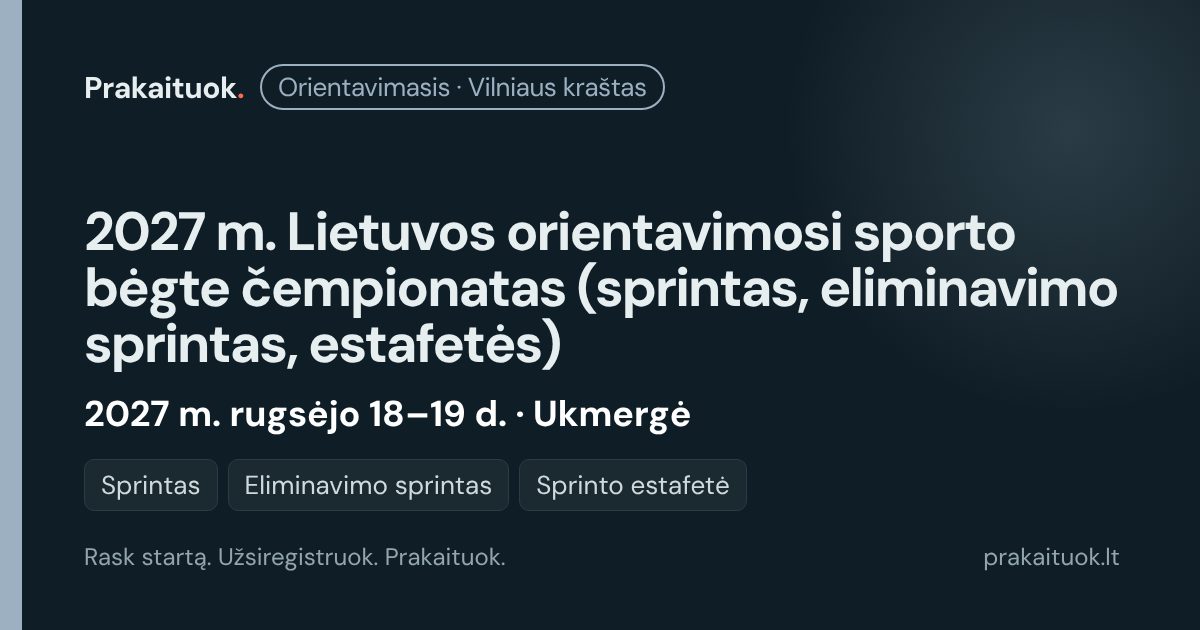 Prakaituok.
Orientavimasis · Vilniaus kraštas
2027 m. Lietuvos orientavimosi sporto
bėgte čempionatas (sprintas, eliminavimo
sprintas, estafetės)
2027 m. rugsėjo 18–19 d. · Ukmergė
Sprintas
Eliminavimo sprintas
Sprinto estafetė
Rask startą. Užsiregistruok. Prakaituok.
prakaituok.lt